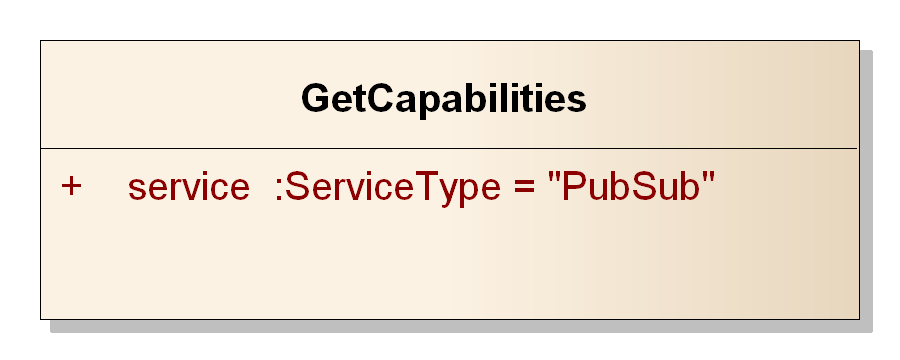 GetCapabilities
+ service :ServiceType = "PubSub"